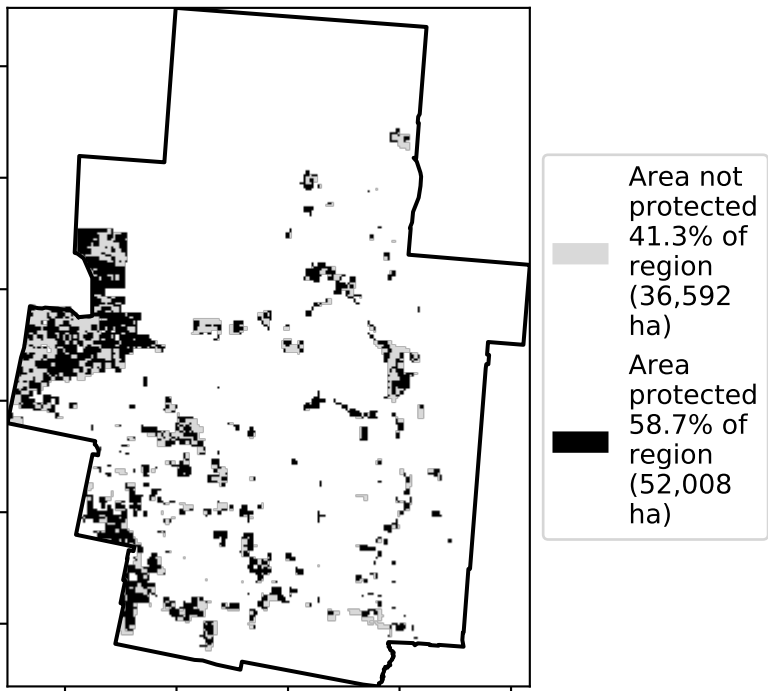 Area not
protected
41.3% of
region
(36,592
ha)
Area
protected
58.7% of
region
(52,008
ha)